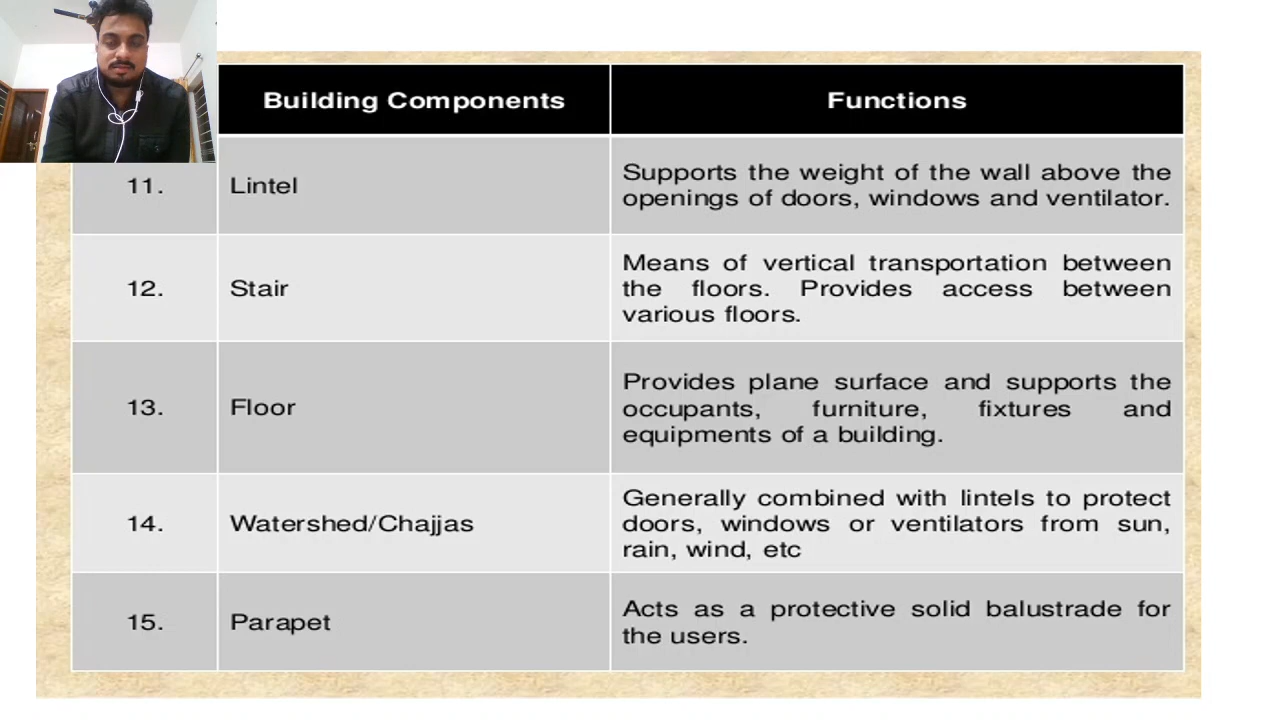 Building Components Functions
11. Lintel Supports the weight of the wall above the
openings of doors, windows and ventilator.
12. Stair Means of vertical transportation between
the floors. Provides access between
various floors.
13. Floor Provides plane surface and supports the
occupants, furniture, fixtures and
equipments of a building.
14. Watershed/Chajjas Generally combined with lintels to protect
doors, windows or ventilators from sun,
rain, wind, etc
15. Parapet Acts as a protective solid balustrade for
the users.